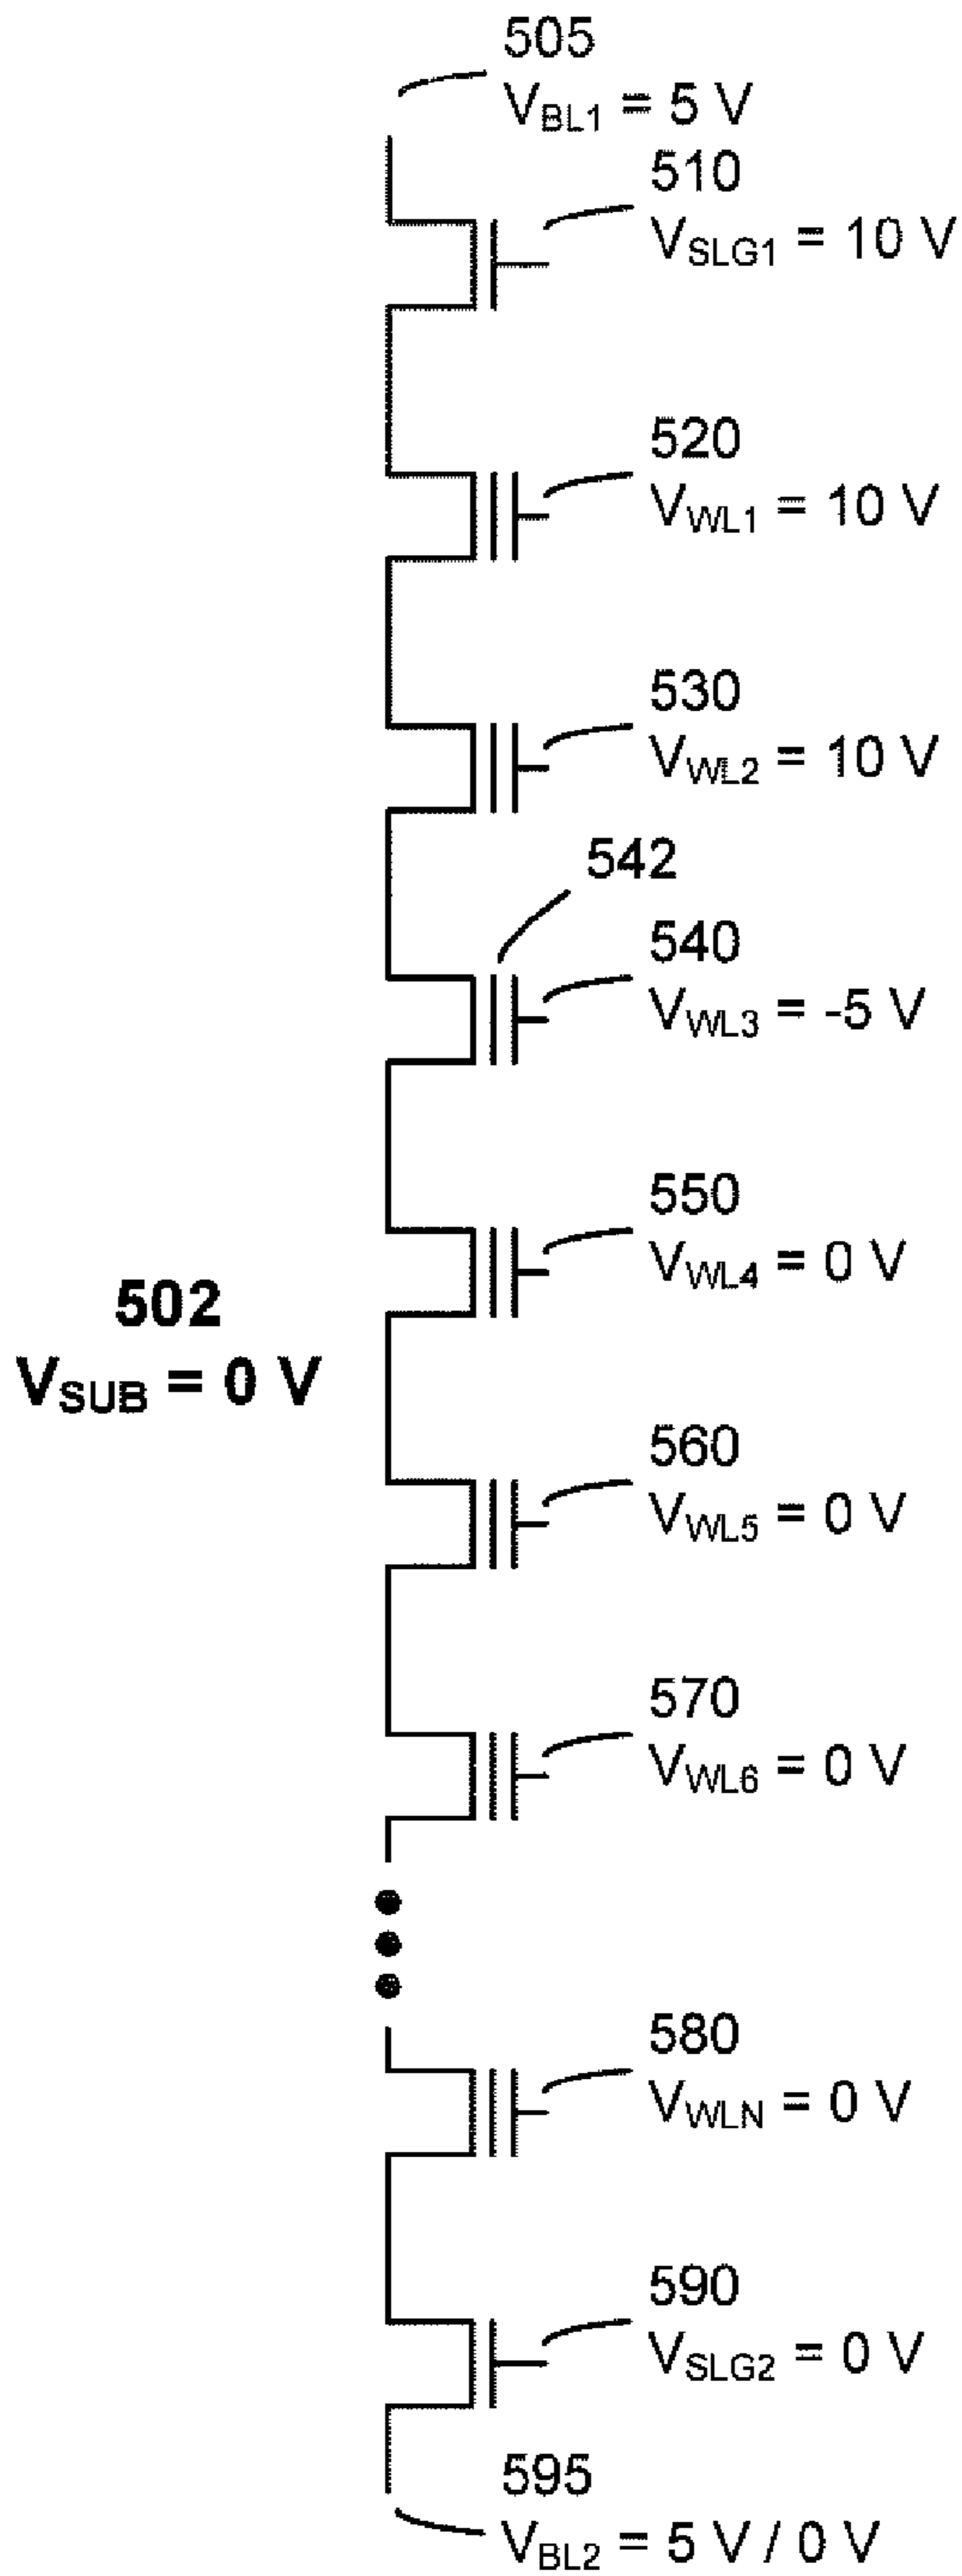 505
VBL1 = 5 V
510
VSLG1 = 10 V
520
VWL1 = 10 V
530
VWL2 = 10 V
542
540
VWL3 = -5 V
550
VWL4 = 0 V
502
VSUB = 0 V
560
VWL5 = 0 V
570
VWL6 = 0 V
580
VWLN = 0 V
590
VSLG2 = 0 V
595
VBL2 = 5 V / 0 V